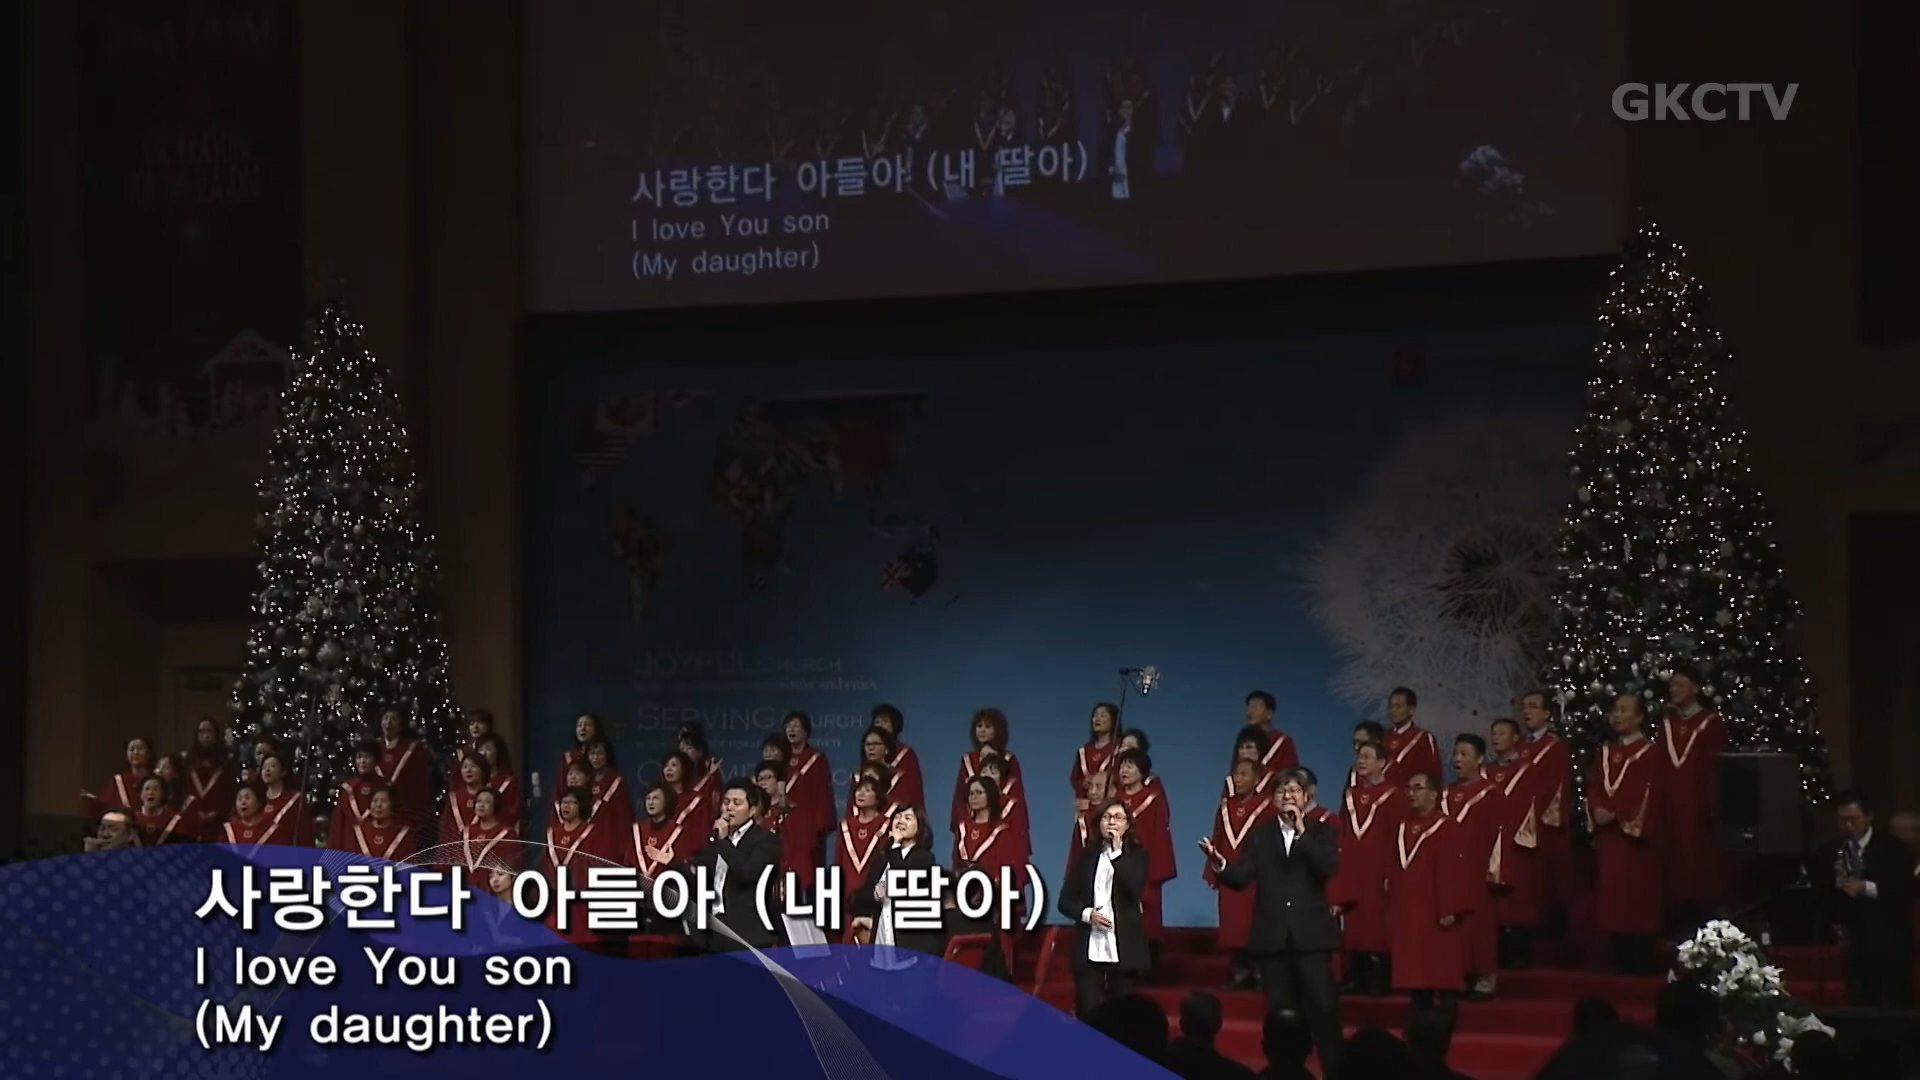 GKCTV
사랑한다 아들아 (내 딸아)
I love You son
(My daughter)
JOYFUL CHURCH
SERVING CHURCH
사랑한다 아들아 (내 딸아)
I love You son
(My daughter)